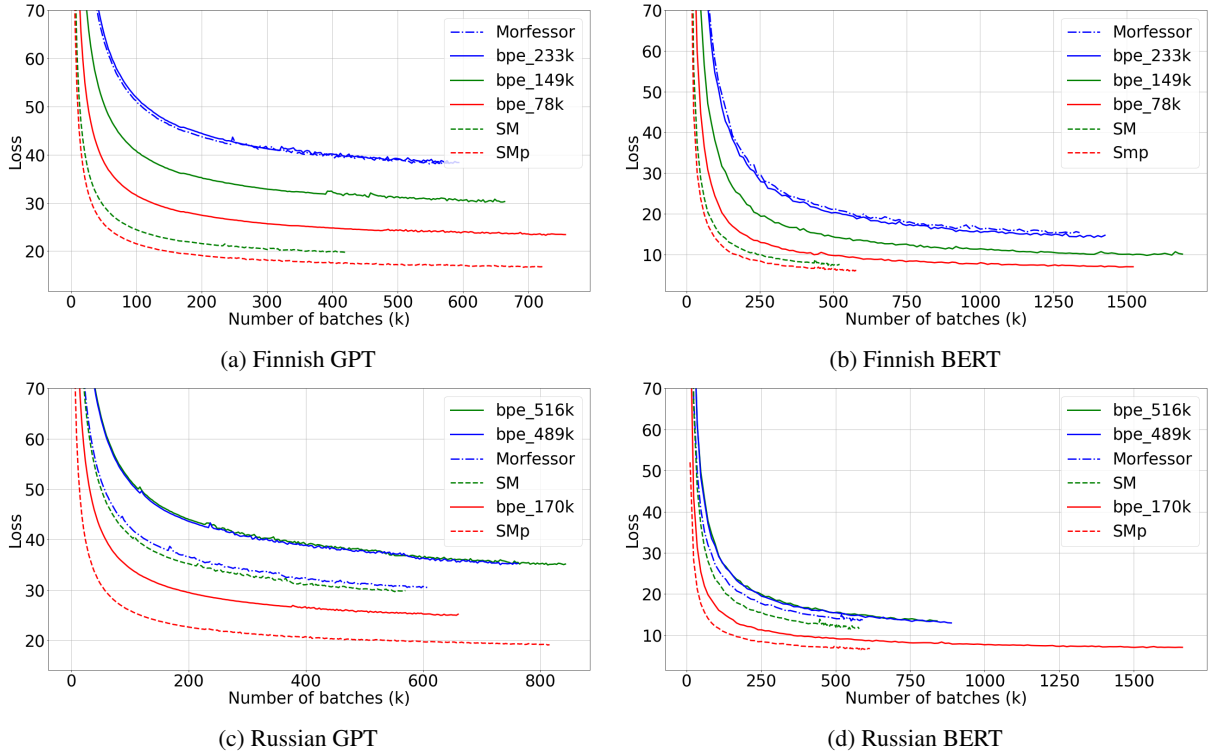 70
60
50
40
30
20
Loss
0 100 200 300 400 500 600 700
Number of batches (k)
Morfessor
bpe_233k
bpe_149k
bpe_78k
SM
SMp
(a) Finnish GPT
70
60
50
40
30
20
10
Loss
0 250 500 750 1000 1250 1500
Number of batches (k)
Morfessor
bpe_233k
bpe_149k
bpe_78k
SM
Smp
(b) Finnish BERT
70
60
50
40
30
20
Loss
0 200 400 600 800
Number of batches (k)
bpe_516k
bpe_489k
Morfessor
SM
bpe_170k
SMp
(c) Russian GPT
70
60
50
40
30
20
10
Loss
0 250 500 750 1000 1250 1500
Number of batches (k)
bpe_516k
bpe_489k
Morfessor
SM
bpe_170k
SMp
(d) Russian BERT